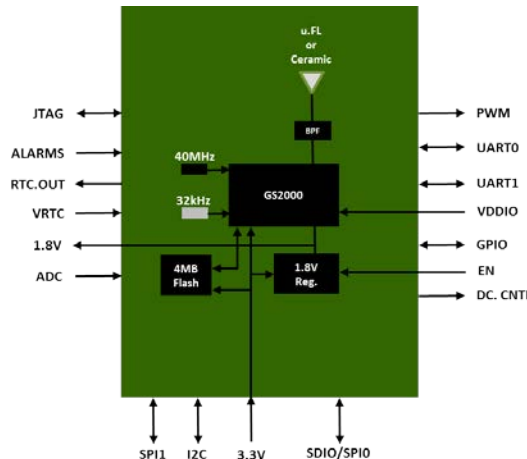 u.FL
or
Ceramic
JTAG
PWM
BPF
UART0
ALARMS
40MHz
RTC.OUT
GS2000
UART1
32kHz
VRTC
VDDIO
1.8V
GPIO
4MB
Flash
1.8V
Reg.
ADC
EN
DC. CNTL
SPI1
I2C
3.3V
SDIO/SPI0